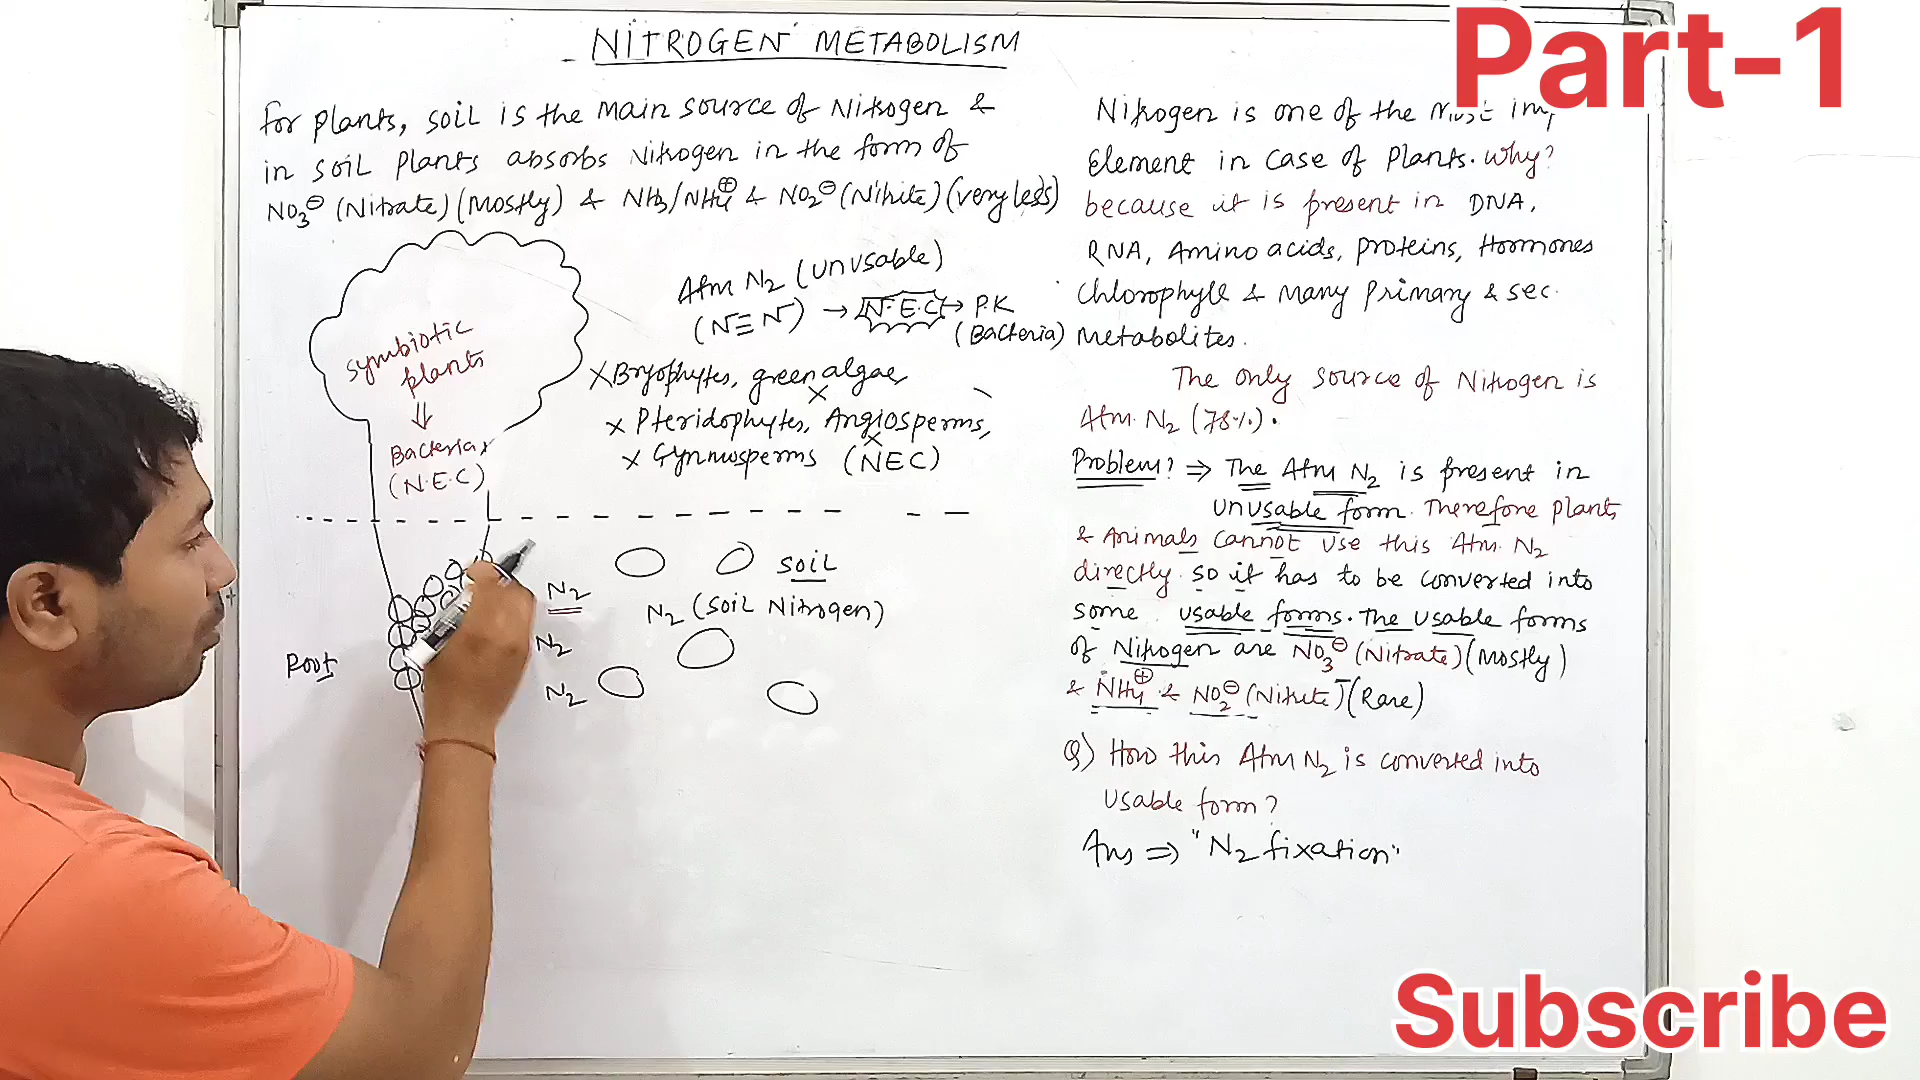 NITROGEN METABOLISM
Part-1
for plants, soil is the main source of Nitrogen &
in soil plants absorbs Nitrogen in the form of
NO3⊖ (Nitrate) (Mostly) & NH3/NH4⊕ & NO2⊖ (Nitrite) (very less)
symbiotic
plants
⇓
Bacteria
(N.E.C)
Atm N2 (unusable)
(N≡N) → N.E.C → P.K
(Bacteria)
X Bryophytes, green algae,
X
X Pteridophytes, Angiosperms,
X
X Gymnosperms (NEC)
soil
N2
N2 (soil Nitrogen)
N2
N2
Root
Nitrogen is one of the Most
Element in case of plants. Why?
because it is present in DNA,
RNA, Amino acids, proteins, Hormones
Chlorophyll & Many primary & sec.
Metabolites.
The only source of Nitrogen is
Atm. N2 (78%).
Problem? ⇒ The Atm N2 is present in
unusable form. Therefore plants
& Animals cannot use this Atm. N2
directly. so it has to be converted into
some usable forms. The usable forms
of Nitrogen are NO3⊖ (Nitrate) (Mostly)
& NH4⊕ & NO2⊖ (Nitrite) (Rare)
Q) How this Atm N2 is converted into
usable form?
Ans ⇒ "N2 fixation"
Subscribe